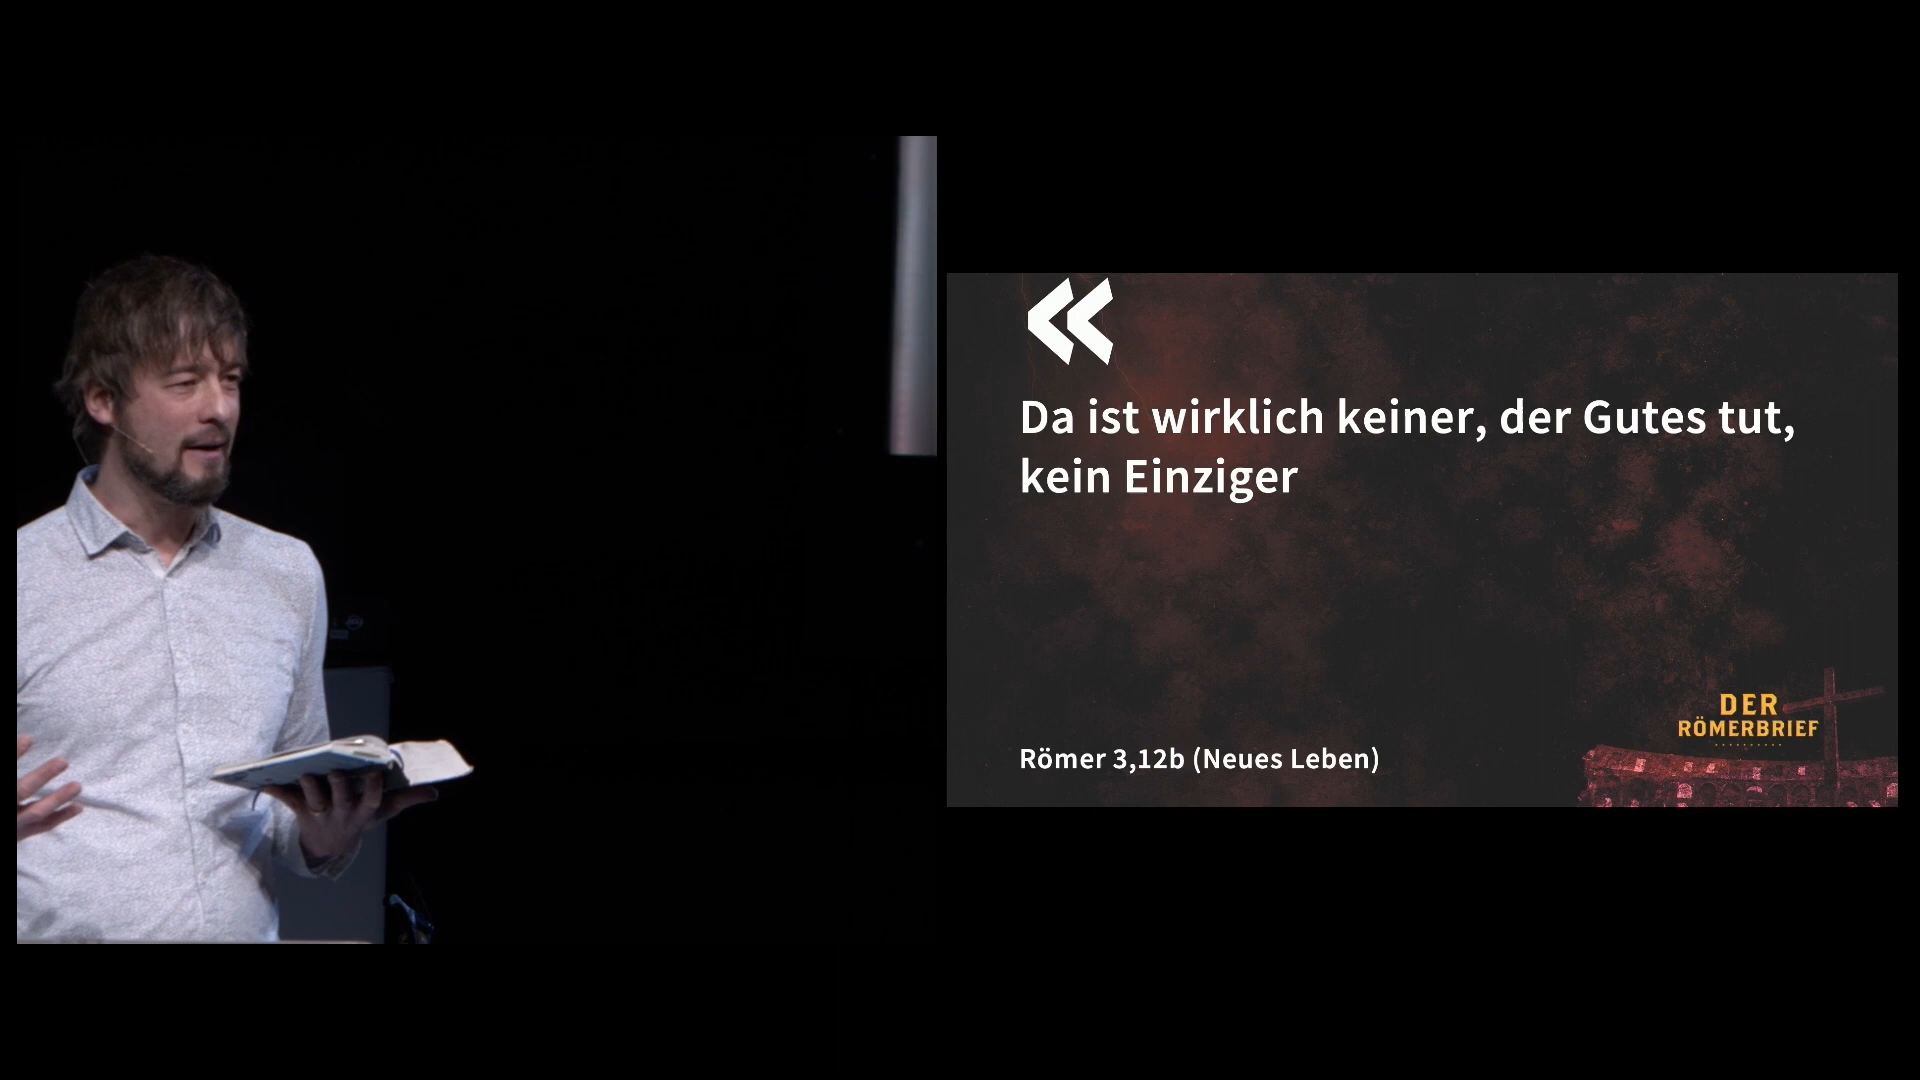 «
Da ist wirklich keiner, der Gutes tut,
kein Einziger
Römer 3,12b (Neues Leben)
DER
RÖMERBRIEF